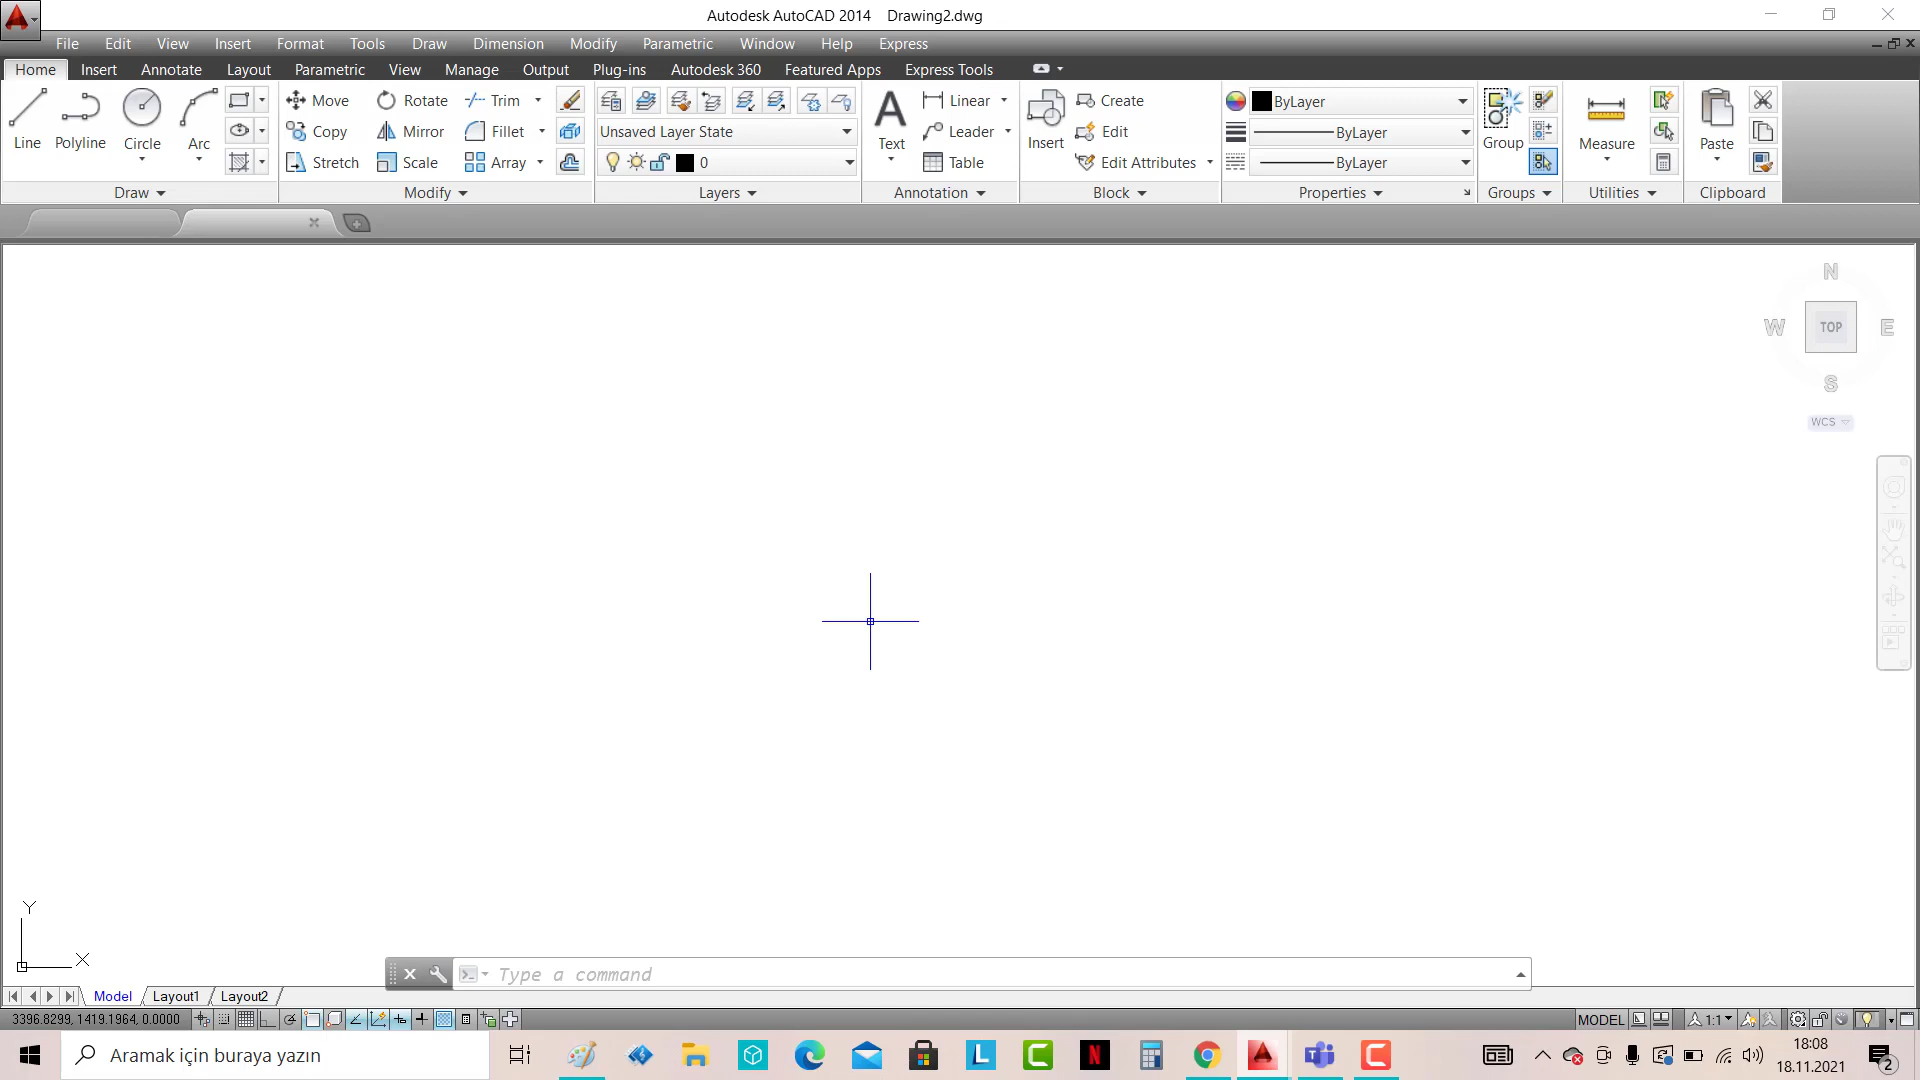 Autodesk AutoCAD 2014 Drawing2.dwg
File Edit View Insert Format Tools Draw Dimension Modify Parametric Window Help Express
Home Insert Annotate Layout Parametric View Manage Output Plug-ins Autodesk 360 Featured Apps Express Tools
Line Polyline Circle Arc
Draw
Move Rotate Trim
Copy Mirror Fillet
Stretch Scale Array
Modify
Unsaved Layer State
0
Layers
Text
Linear
Leader
Table
Annotation
Insert
Create
Edit
Edit Attributes
Block
ByLayer
ByLayer
ByLayer
Properties
Group
Groups
Measure
Utilities
Paste
Clipboard
N
W TOP E
S
WCS
Y
X
Type a command
Model Layout1 Layout2
3396.8299, 1419.1964, 0.0000
MODEL 1:1
Aramak için buraya yazın
L
C
N
C
18:08
18.11.2021
2